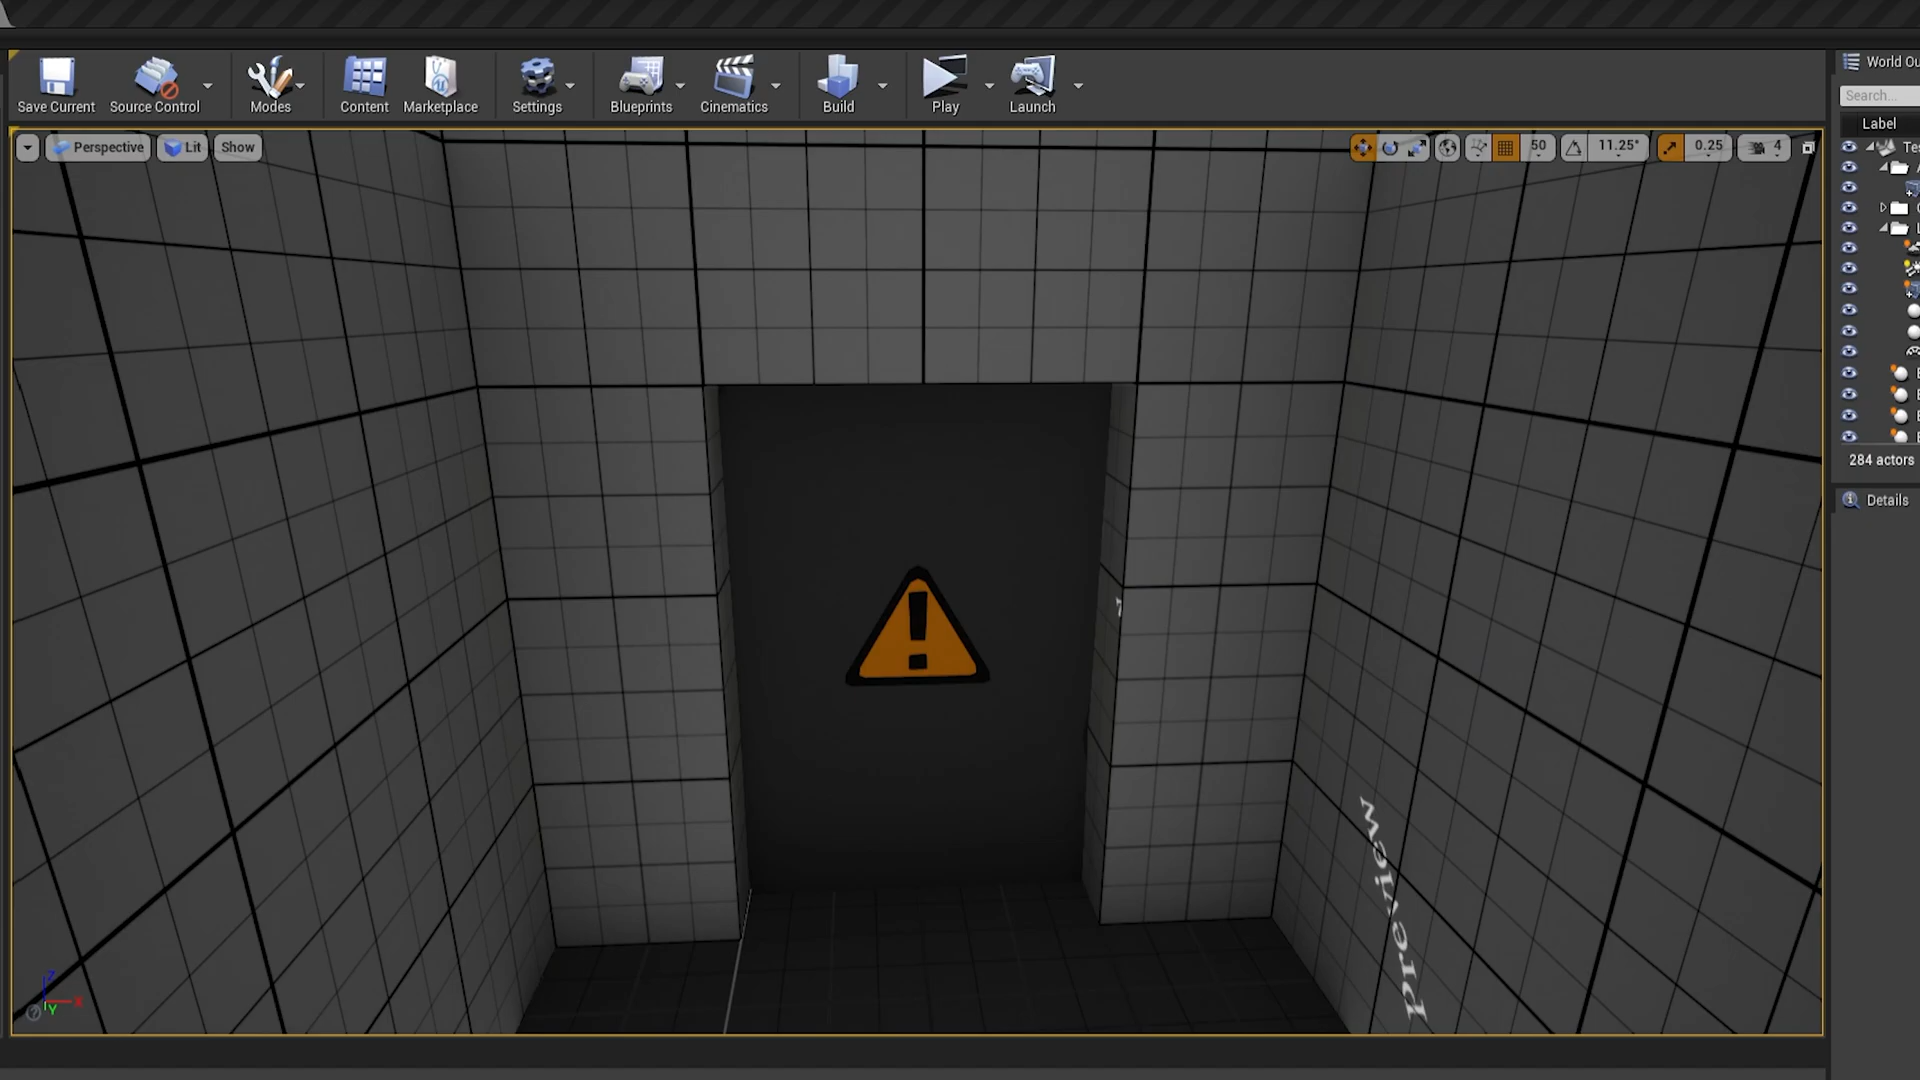 Save Current
Source Control
Modes
Content
Marketplace
Settings
Blueprints
Cinematics
Build
Play
Launch
Perspective
Lit
Show
50
11.25°
0.25
4
World Ou
Search...
Label
Te
284 actors
Details
!
preview
Z
X
Y